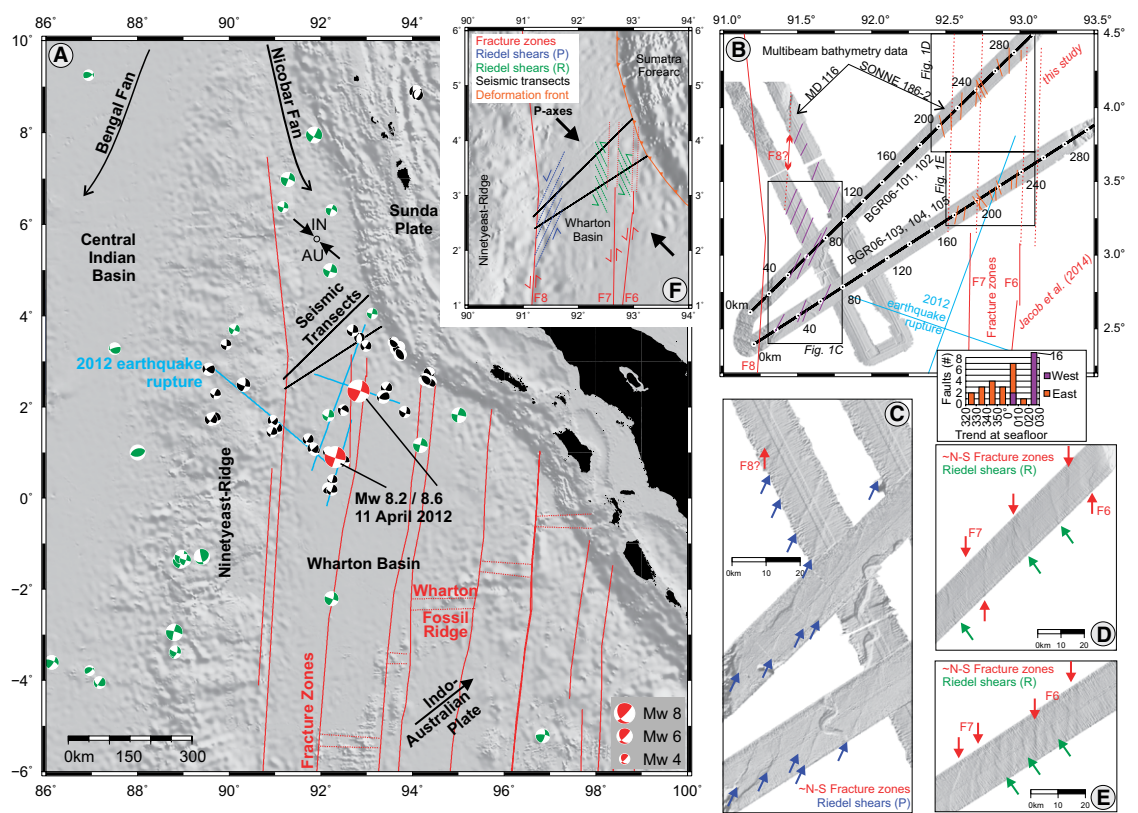 A
10°
8°
6°
4°
2°
0°
−2°
−4°
−6°
86°
88°
90°
92°
94°
96°
98°
100°
Bengal Fan
Nicobar Fan
Central
Indian
Basin
IN
AU
Sunda
Plate
Seismic
Transects
2012 earthquake
rupture
Ninetyeast-Ridge
Mw 8.2 / 8.6
11 April 2012
Wharton Basin
Wharton
Fossil
Ridge
Fracture Zones
Indo-
Australian
Plate
0km 150 300
Mw 8
Mw 6
Mw 4
F
90°
91°
92°
93°
94°
6°
5°
4°
3°
2°
1°
90°
91°
92°
93°
94°
1°
Fracture zones
Riedel shears (P)
Riedel shears (R)
Seismic transects
Deformation front
P-axes
Sumatra
Forearc
Ninetyeast-Ridge
Wharton
Basin
F8
F7
F6
B
91.0°
91.5°
92.0°
92.5°
93.0°
93.5°
4.5°
4.0°
3.5°
3.0°
2.5°
Multibeam bathymetry data
MD 116
SONNE 186-2
Fig. 1D
this study
280
240
200
160
120
80
40
0km
BGR06-101, 102
Fig. 1E
280
240
200
160
120
80
40
0km
BGR06-103, 104, 105
F8?
F8
F7
F6
Fracture zones
Jacob et al. (2014)
2012
earthquake
rupture
Fig. 1C
Faults (#)
8
6
4
2
0
16
West
East
320
330
340
350
0°
010
020
030
Trend at seafloor
C
F8?
0km 10 20
~N-S Fracture zones
Riedel shears (P)
~N-S Fracture zones
Riedel shears (R)
F7
F6
0km 10 20
D
~N-S Fracture zones
Riedel shears (R)
F7
F6
0km 10 20
E